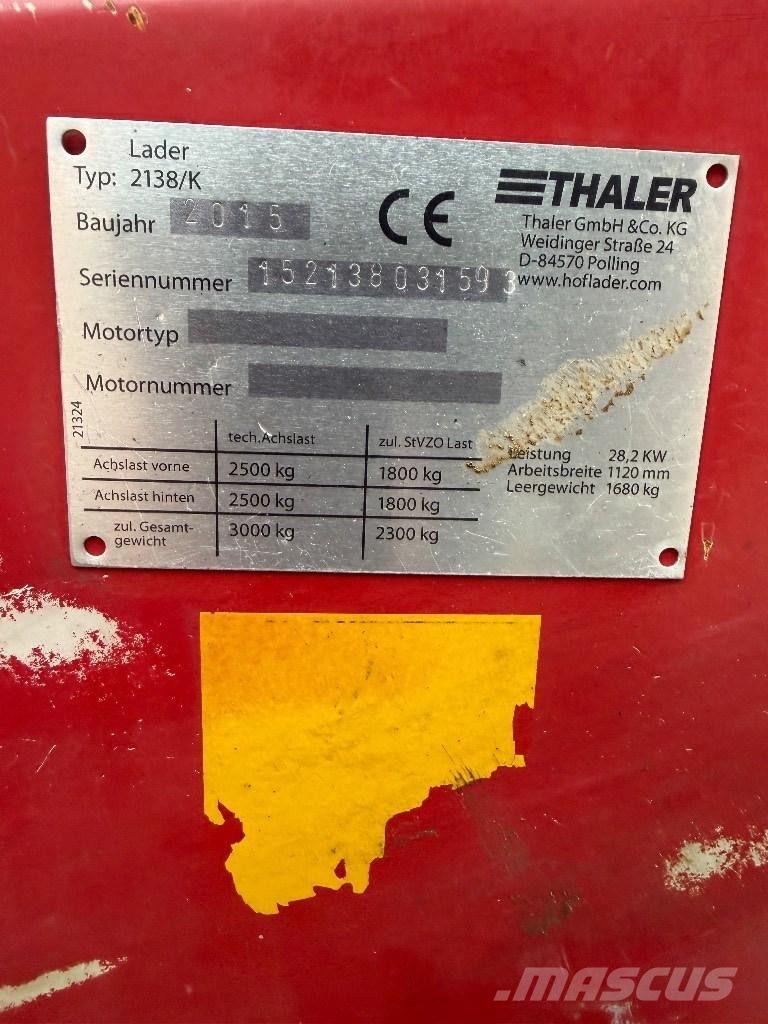 Lader
Typ: 2138/K
Baujahr 2015
Seriennummer 152138031593
Motortyp
Motornummer
CE
THALER
Thaler GmbH &Co. KG
Weidinger Straße 24
D-84570 Polling
www.hoflader.com
21324
tech.Achslast zul. StVZO Last
Achslast vorne 2500 kg 1800 kg
Achslast hinten 2500 kg 1800 kg
zul. Gesamt-
gewicht 3000 kg 2300 kg
Leistung 28,2 KW
Arbeitsbreite 1120 mm
Leergewicht 1680 kg
MASCUS